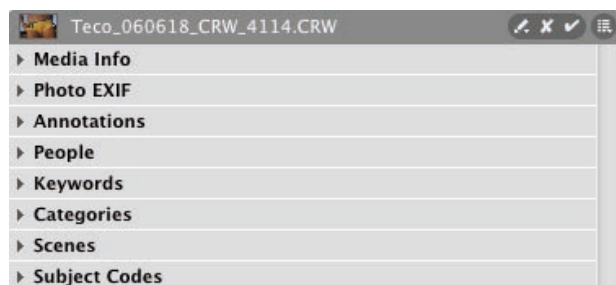 Teco_060618_CRW_4114.CRW
Media Info
Photo EXIF
Annotations
People
Keywords
Categories
Scenes
Subject Codes